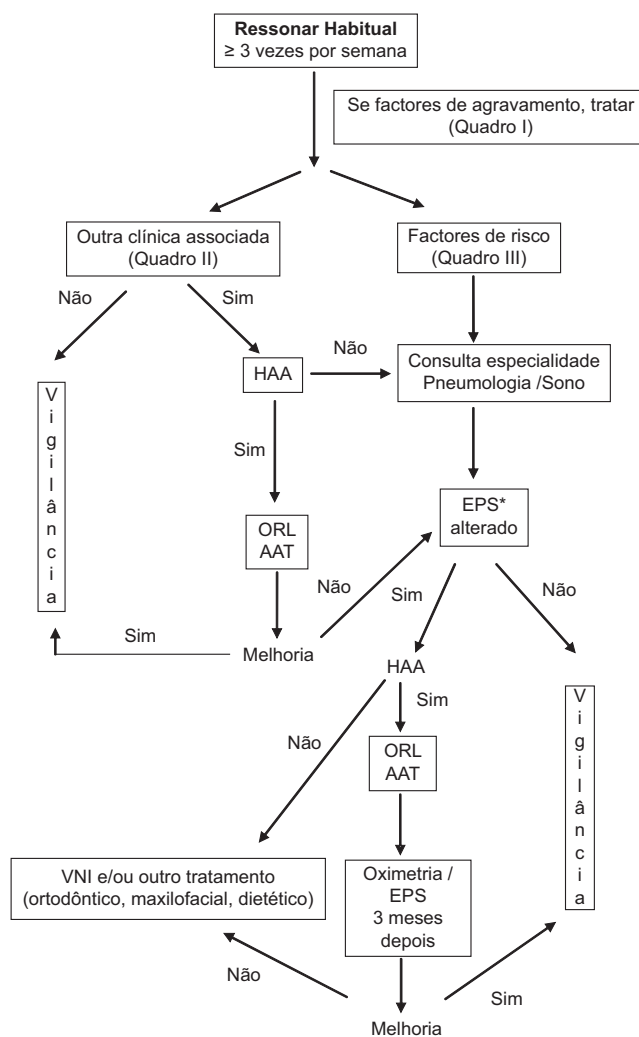 Ressonar Habitual
≥ 3 vezes por semana
Se factores de agravamento, tratar
(Quadro I)
Outra clínica associada
(Quadro II)
Factores de risco
(Quadro III)
Não
Sim
HAA
Não
Consulta especialidade
Pneumologia /Sono
Vigilância
Sim
ORL
AAT
EPS*
alterado
Não
Sim
Não
Sim
Melhoria
HAA
Sim
Não
ORL
AAT
Vigilância
VNI e/ou outro tratamento
(ortodôntico, maxilofacial, dietético)
Oximetria /
EPS
3 meses
depois
Não
Sim
Melhoria